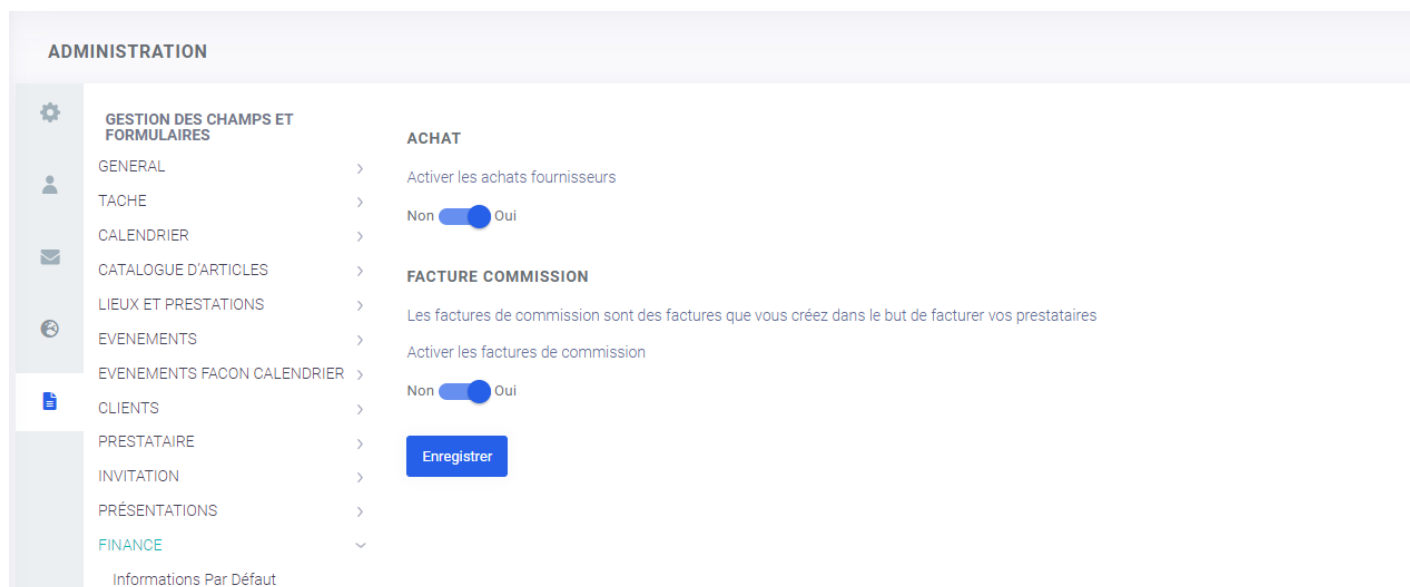 ADMINISTRATION
GESTION DES CHAMPS ET
FORMULAIRES
GENERAL
TACHE
CALENDRIER
CATALOGUE D'ARTICLES
LIEUX ET PRESTATIONS
EVENEMENTS
EVENEMENTS FACON CALENDRIER
CLIENTS
PRESTATAIRE
INVITATION
PRÉSENTATIONS
FINANCE
Informations Par Défaut
ACHAT
Activer les achats fournisseurs
Non Oui
FACTURE COMMISSION
Les factures de commission sont des factures que vous créez dans le but de facturer vos prestataires
Activer les factures de commission
Non Oui
Enregistrer